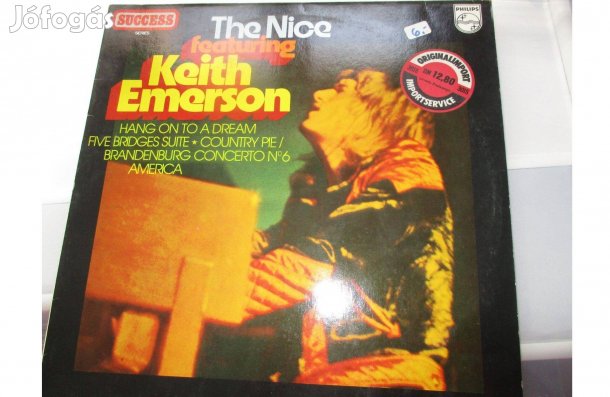 Jófogás
SUCCESS
SERIES
The Nice
featuring
Keith
Emerson
HANG ON TO A DREAM
FIVE BRIDGES SUITE ★ COUNTRY PIE/
BRANDENBURG CONCERTO Nº6
AMERICA
6.-
PHILIPS
ORIGINALIMPORT
DM 12,80
IMPORTSERVICE